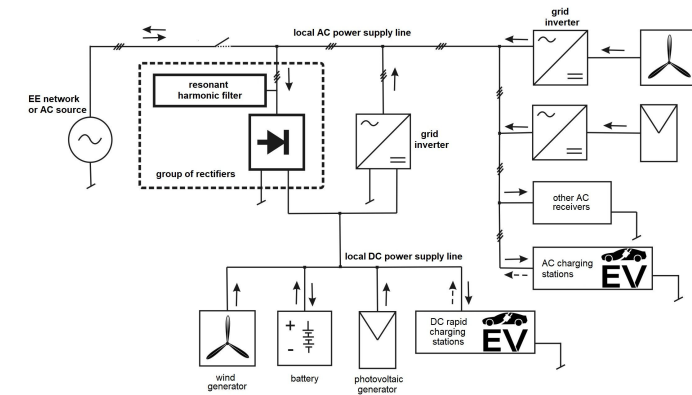 grid
inverter
local AC power supply line
EE network
or AC source
resonant
harmonic filter
group of rectifiers
grid
inverter
other AC
receivers
AC charging
stations
EV
local DC power supply line
+
-
DC rapid
charging
stations
EV
wind
generator
battery
photovoltaic
generator